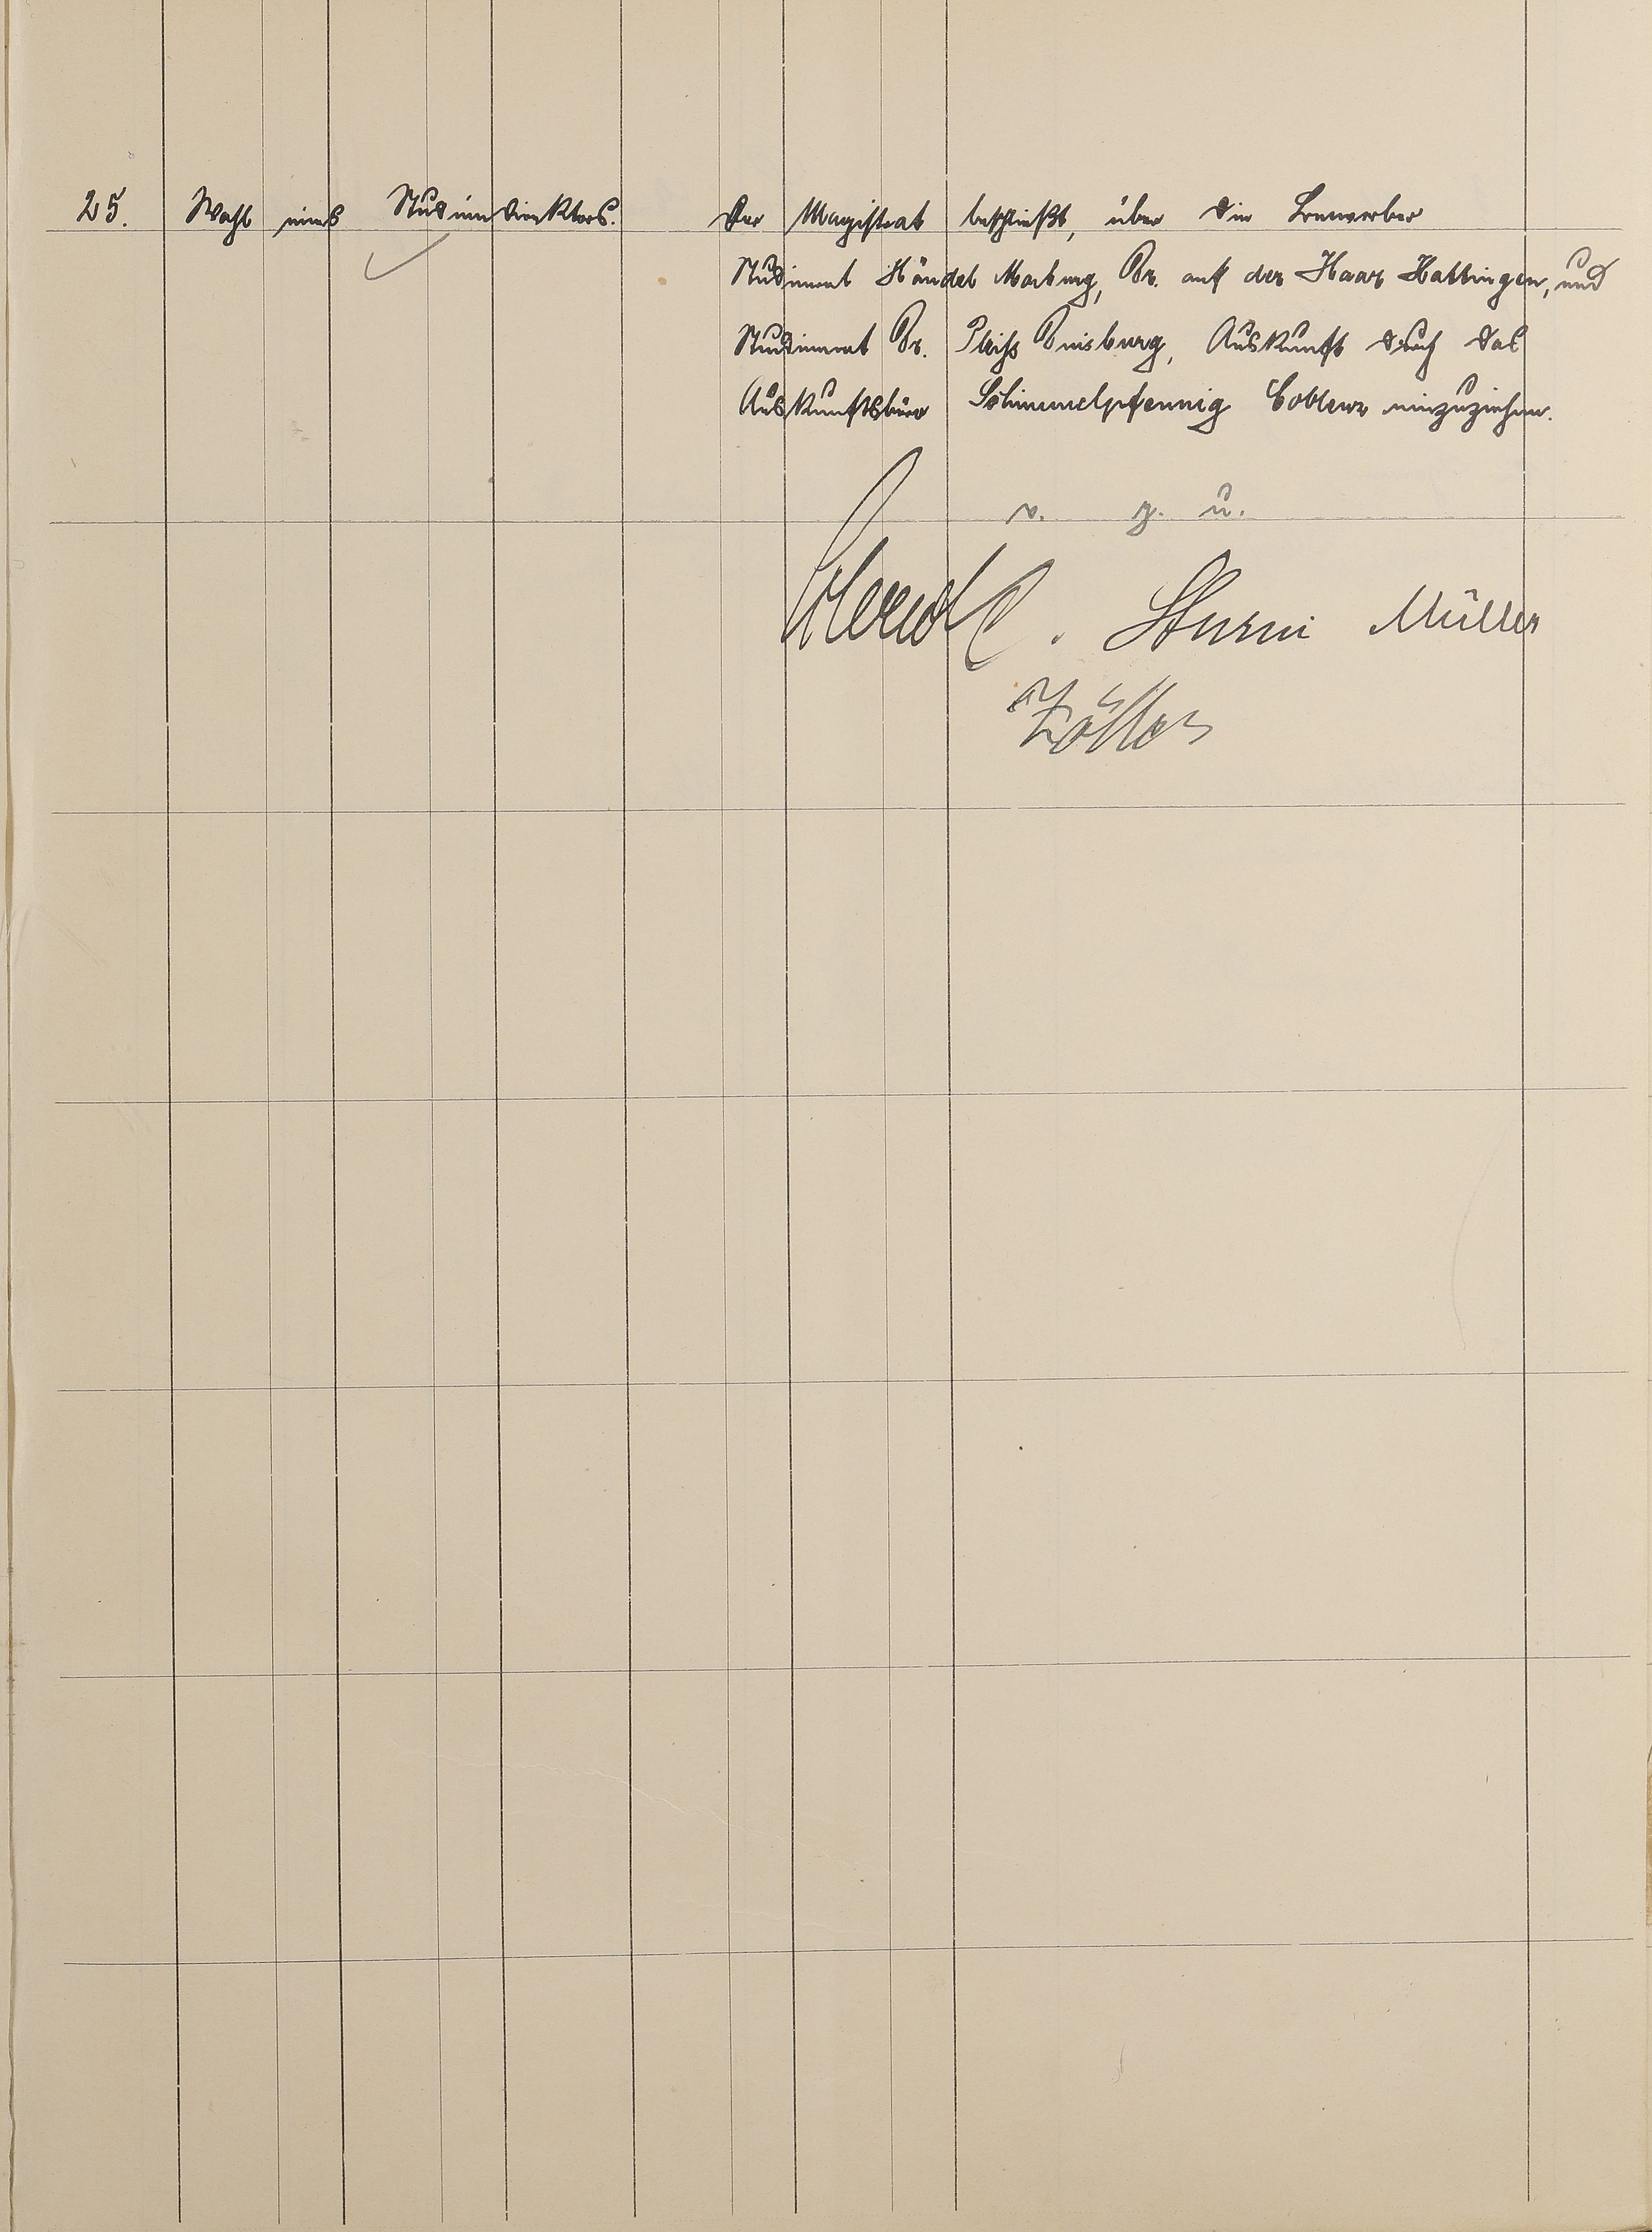 25. Wahl eines Studiendirektors. Der Magistrat beschließt, über die Bewerber
Studienrat Händel Marburg, Dr. auf der Haar Hattingen, und
Studienrat Dr. Pleiss Duisburg, Auskunft durch das
Auskunftsbüro Schimmelpfennig Coblenz einzuziehen.
v. g. u.
C. Sturm Müller